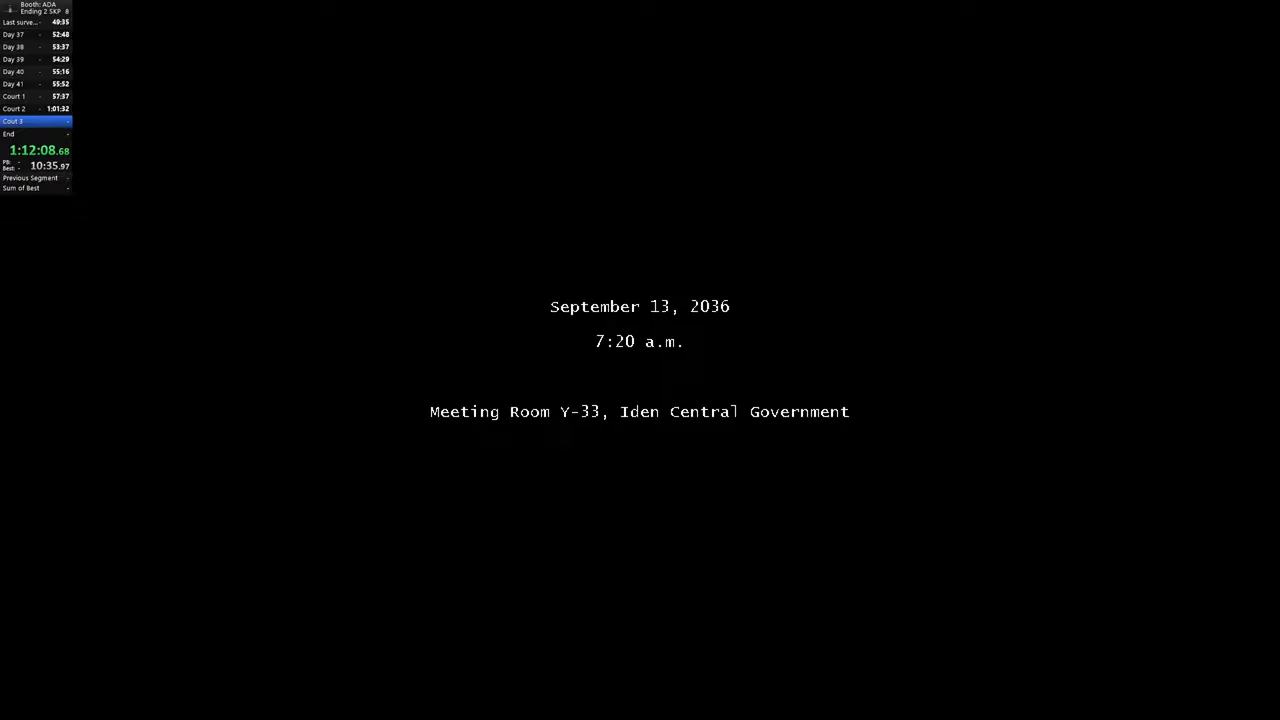 Booth: ADA
Ending 2 SKP 8
Last surve... - 49:35
Day 37 - 52:48
Day 38 - 53:37
Day 39 - 54:29
Day 40 - 55:16
Day 41 - 55:52
Court 1 - 57:37
Court 2 - 1:01:32
Cout 3 -
End -
1:12:08.68
PB: -
Best: - 10:35.97
Previous Segment -
Sum of Best -
September 13, 2036
7:20 a.m.
Meeting Room Y-33, Iden Central Government